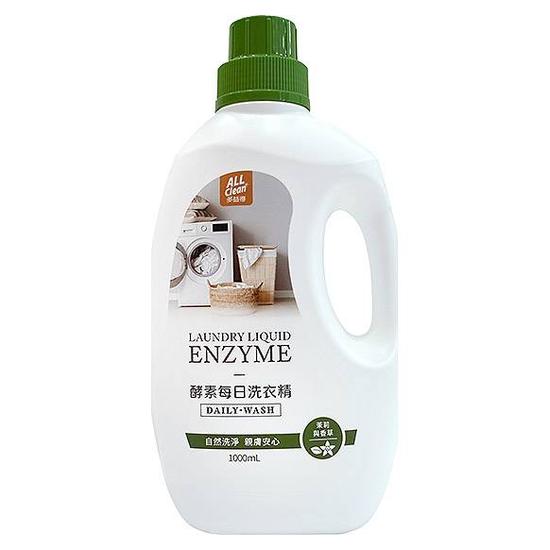 ALL
Clean
多益得
LAUNDRY LIQUID
ENZYME
酵素每日洗衣精
DAILY·WASH
自然洗淨 親膚安心
茉莉
與香草
1000mL